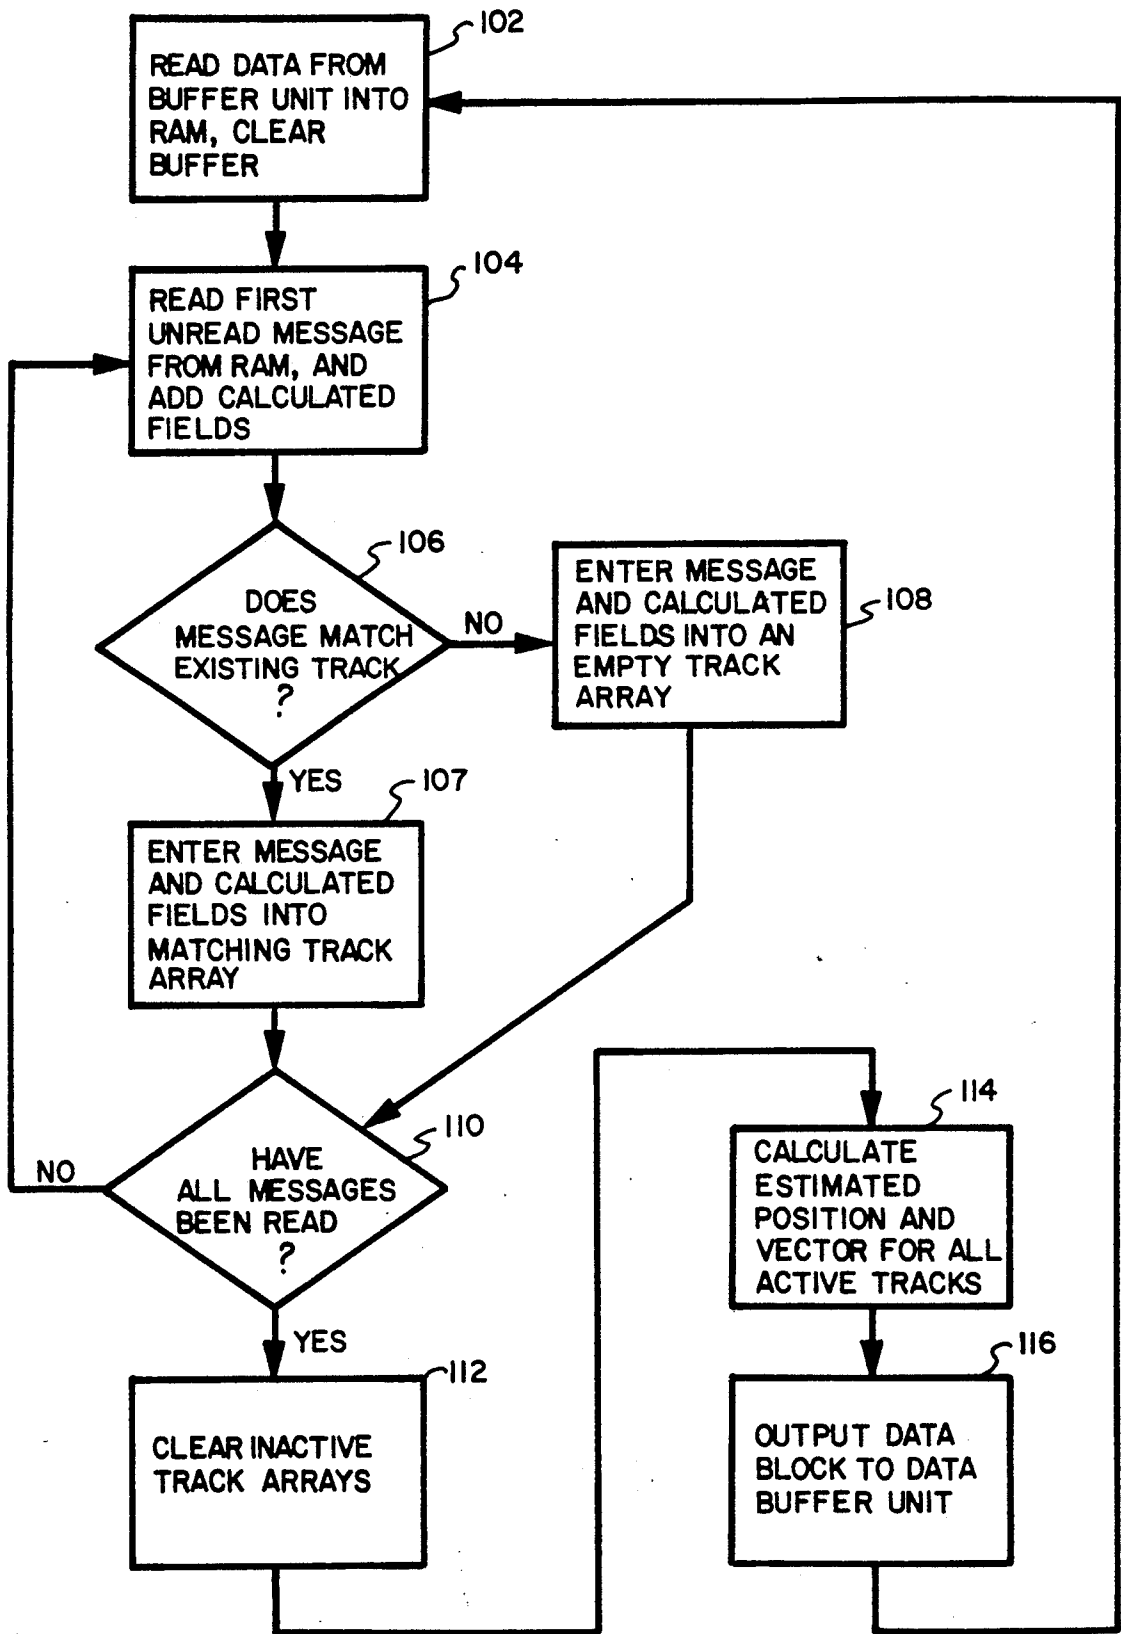 102
READ DATA FROM
BUFFER UNIT INTO
RAM, CLEAR
BUFFER
104
READ FIRST
UNREAD MESSAGE
FROM RAM, AND
ADD CALCULATED
FIELDS
106
DOES
MESSAGE MATCH
EXISTING TRACK
?
NO
YES
108
ENTER MESSAGE
AND CALCULATED
FIELDS INTO AN
EMPTY TRACK
ARRAY
107
ENTER MESSAGE
AND CALCULATED
FIELDS INTO
MATCHING TRACK
ARRAY
110
HAVE
ALL MESSAGES
BEEN READ
?
NO
YES
112
CLEAR INACTIVE
TRACK ARRAYS
114
CALCULATE
ESTIMATED
POSITION AND
VECTOR FOR ALL
ACTIVE TRACKS
116
OUTPUT DATA
BLOCK TO DATA
BUFFER UNIT